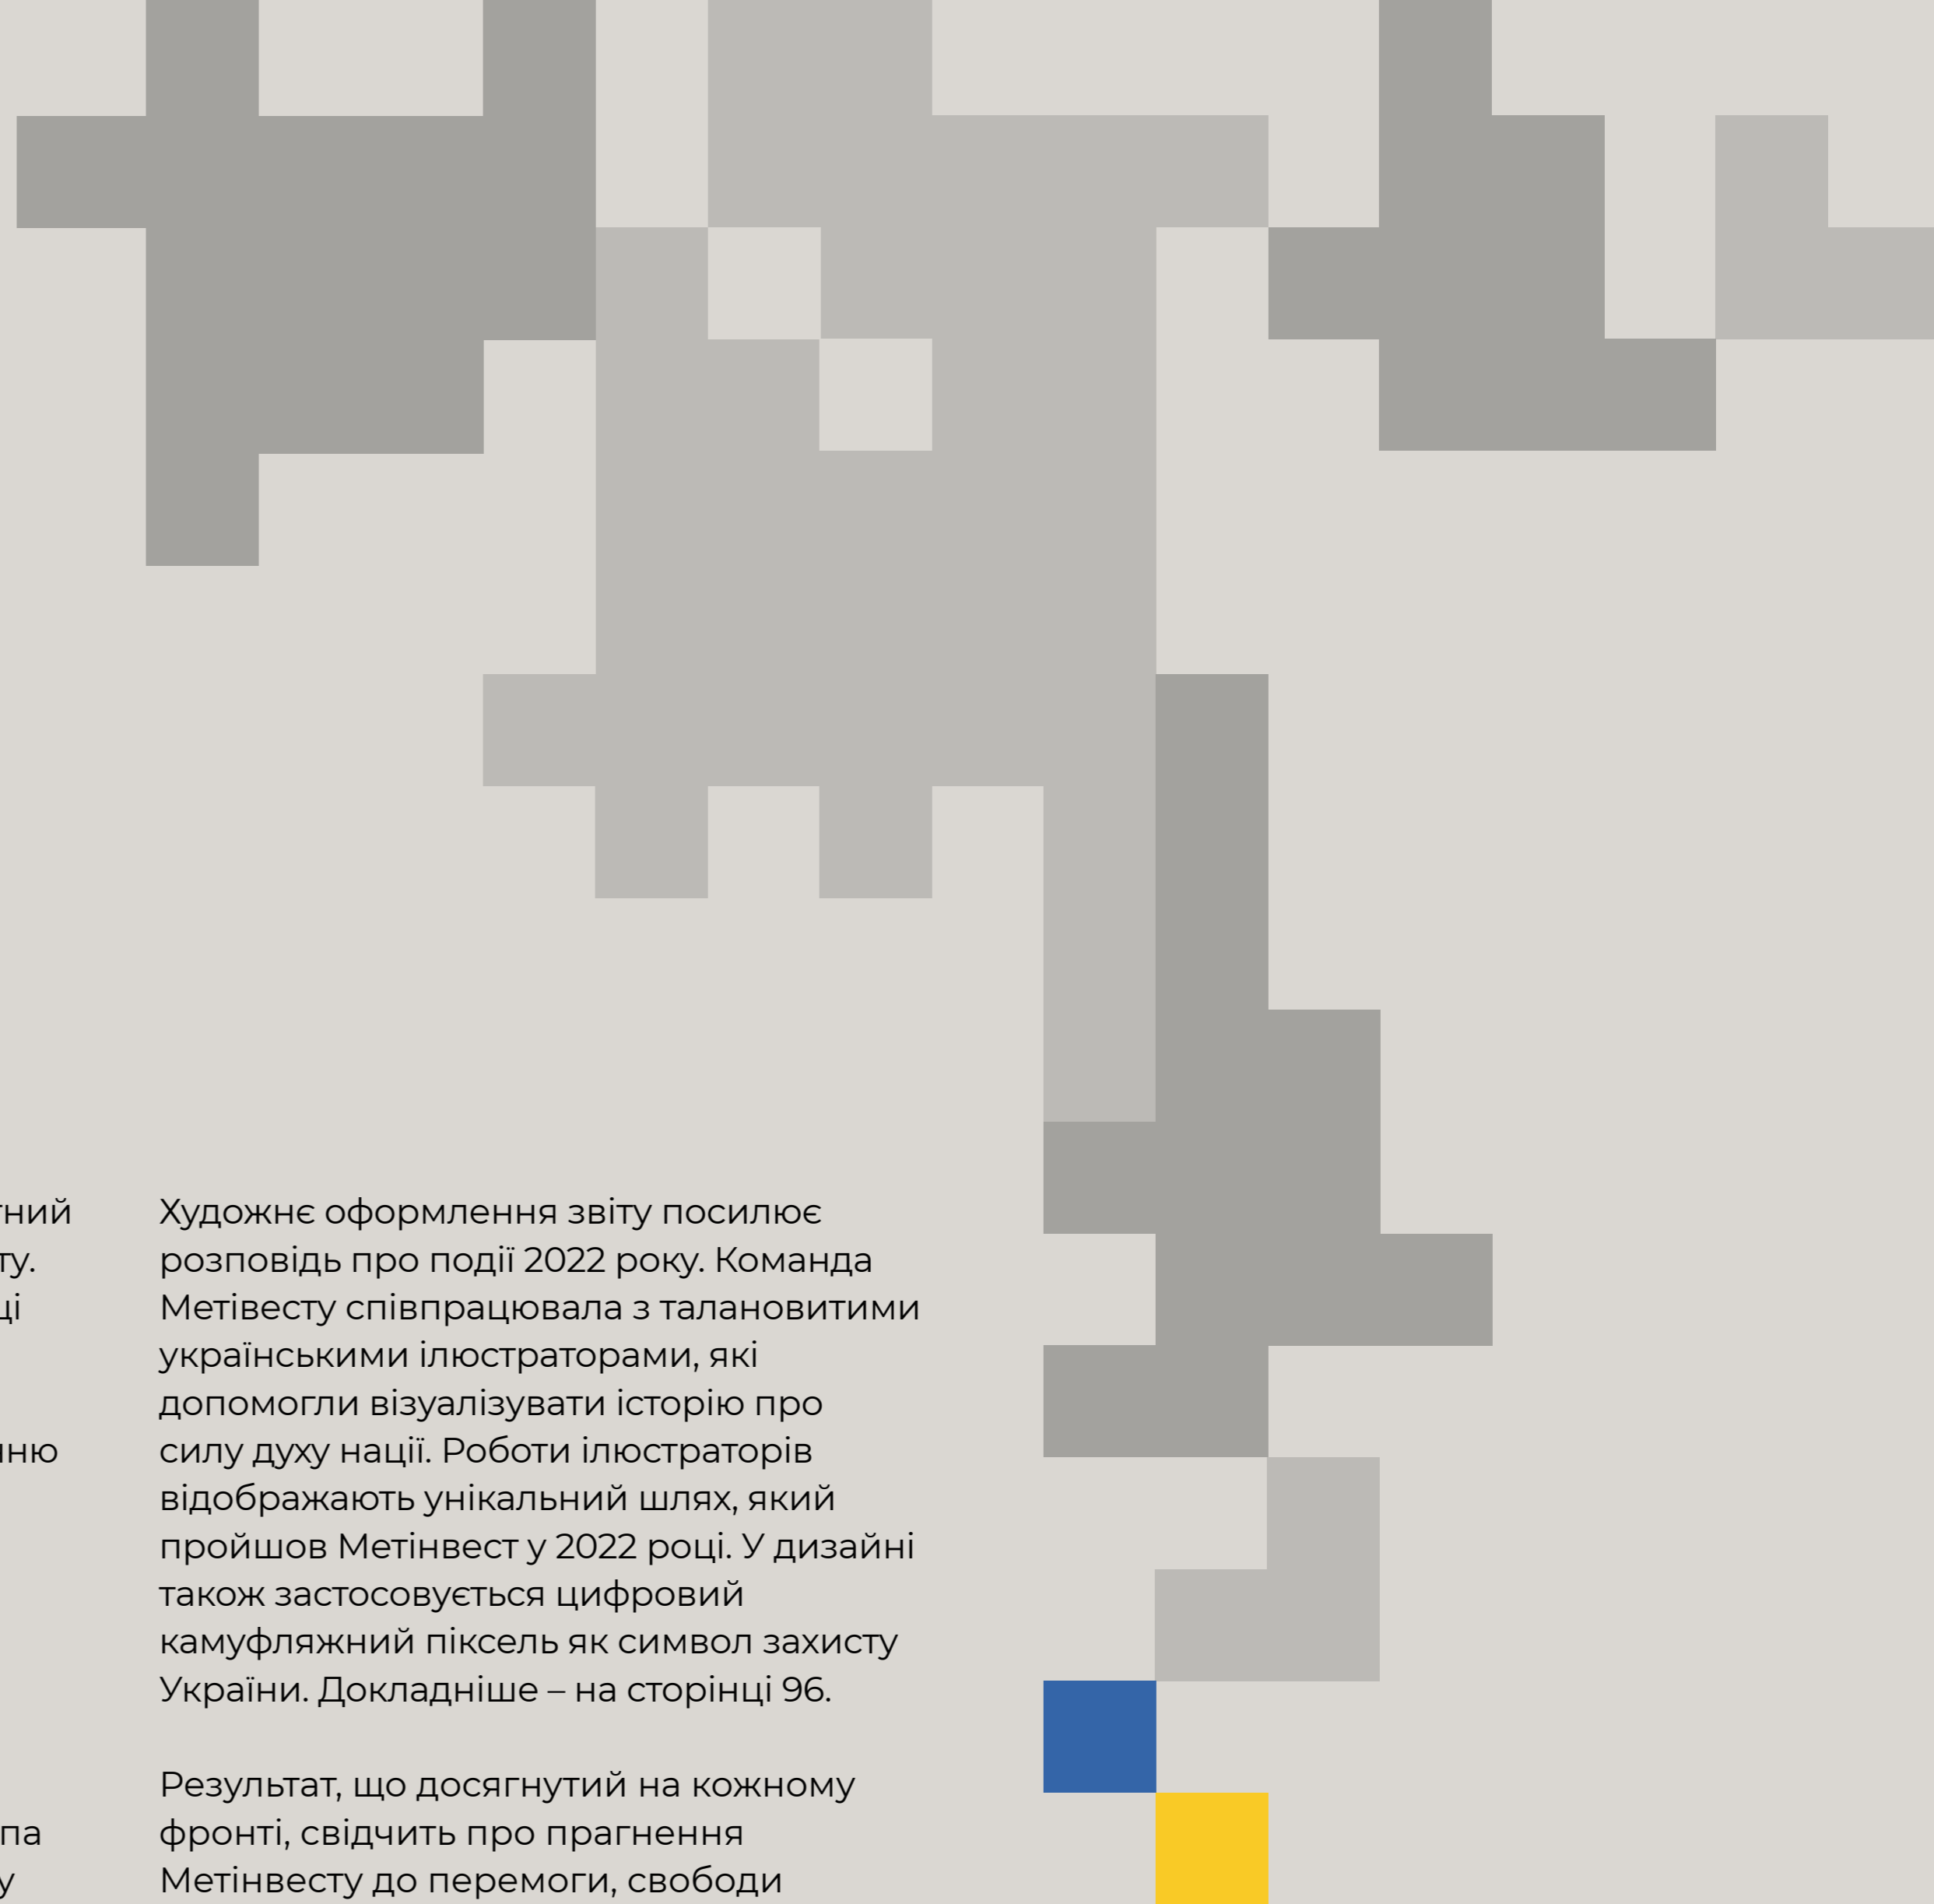 Художнє оформлення звіту посилює
розповідь про події 2022 року. Команда
Метівесту співпрацювала з талановитими
українськими ілюстраторами, які
допомогли візуалізувати історію про
силу духу нації. Роботи ілюстраторів
відображають унікальний шлях, який
пройшов Метінвест у 2022 році. У дизайні
також застосовується цифровий
камуфляжний піксель як символ захисту
України. Докладніше – на сторінці 96.
Результат, що досягнутий на кожному
фронті, свідчить про прагнення
Метінвесту до перемоги, свободи